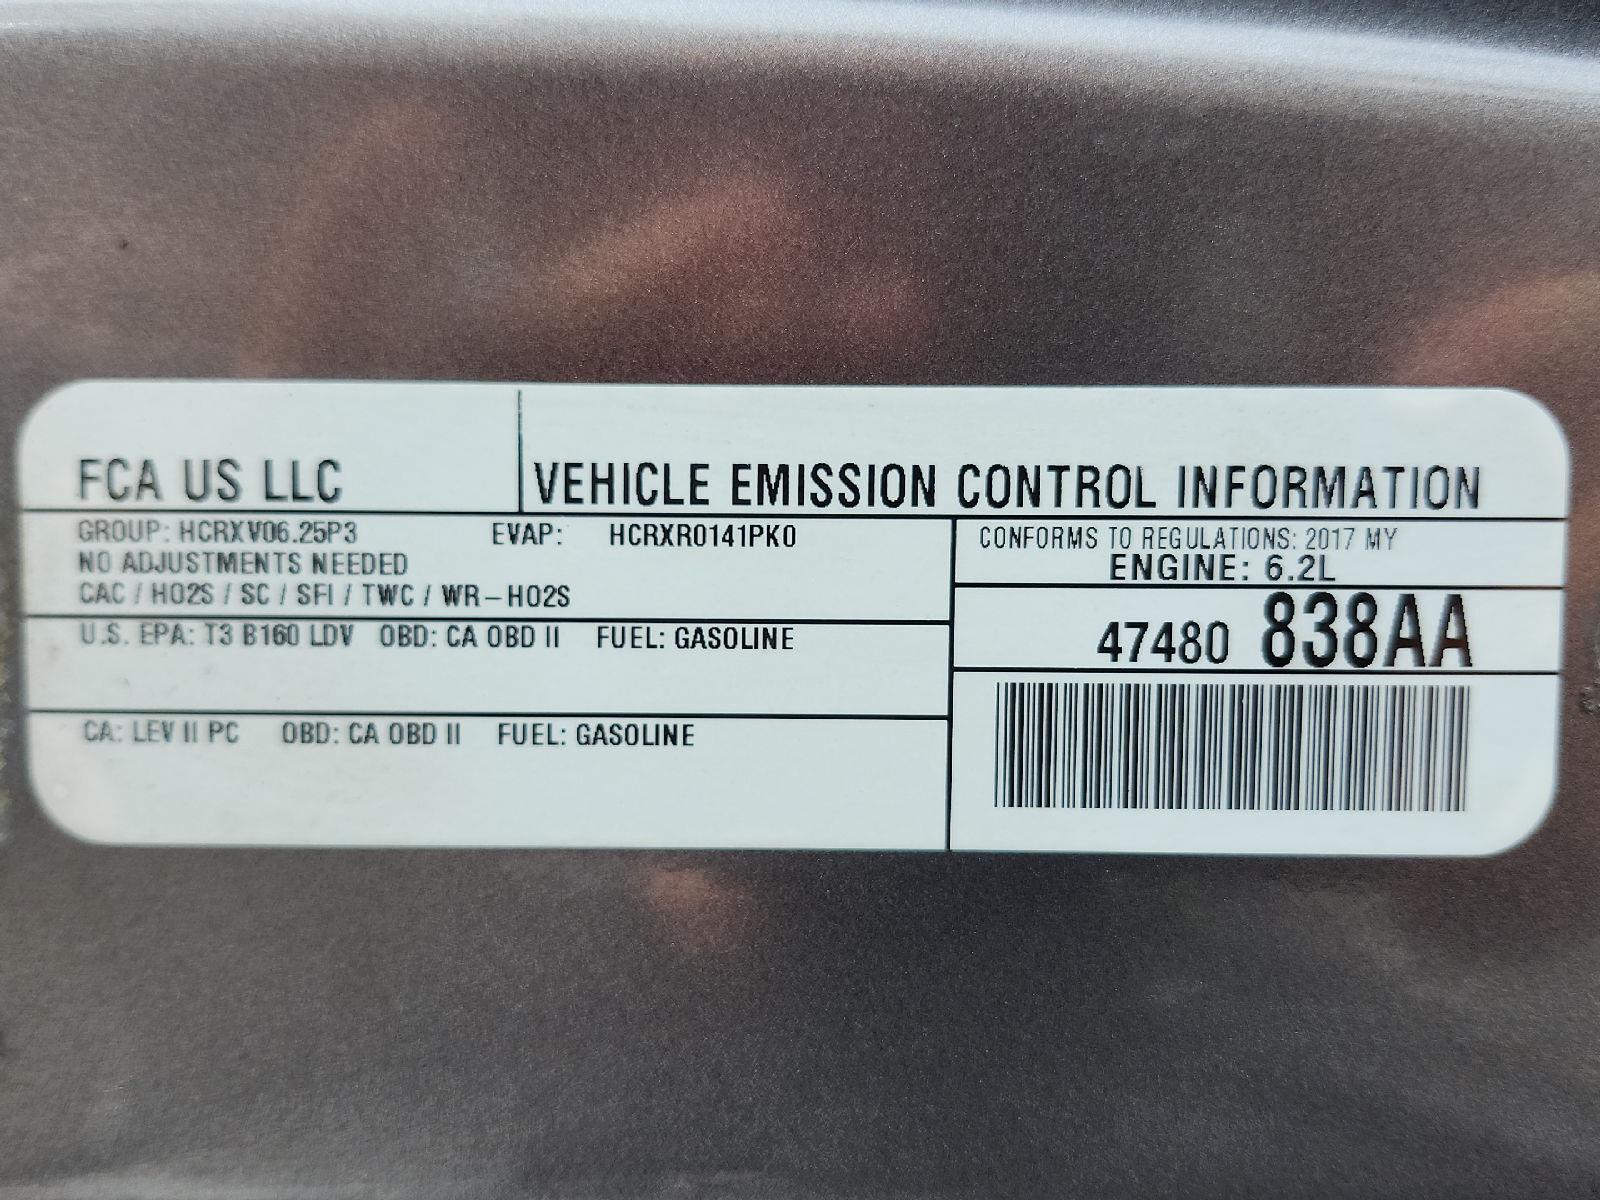 FCA US LLC
VEHICLE EMISSION CONTROL INFORMATION
GROUP: HCRXV06.25P3 EVAP: HCRXR0141PK0
NO ADJUSTMENTS NEEDED
CAC / HO2S / SC / SFI / TWC / WR-HO2S
U.S. EPA: T3 B160 LDV OBD: CA OBD II FUEL: GASOLINE
CA: LEV II PC OBD: CA OBD II FUEL: GASOLINE
CONFORMS TO REGULATIONS: 2017 MY
ENGINE: 6.2L
47480 838AA